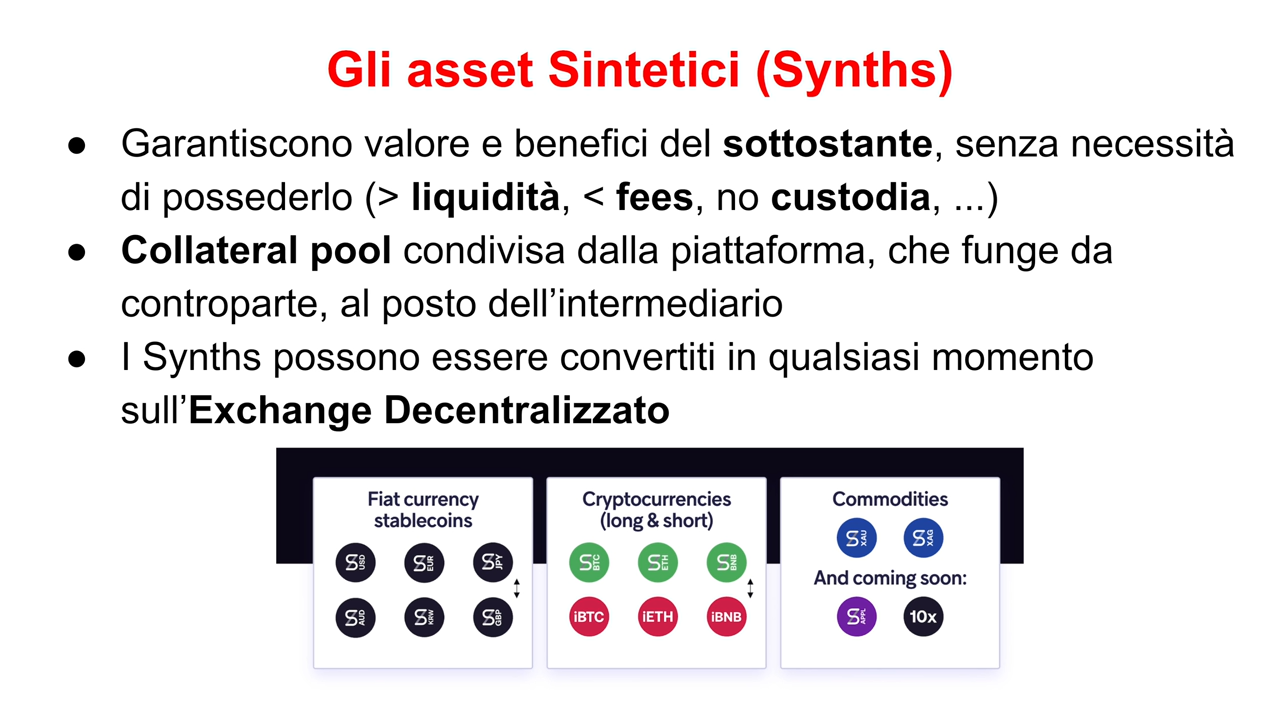 Gli asset Sintetici (Synths)
● Garantiscono valore e benefici del sottostante, senza necessità
di possederlo (> liquidità, < fees, no custodia, ...)
● Collateral pool condivisa dalla piattaforma, che funge da
controparte, al posto dell’intermediario
● I Synths possono essere convertiti in qualsiasi momento
sull’Exchange Decentralizzato
Fiat currency
stablecoins
S USD S EUR S JPY
S AUD S KRW S GBP
Cryptocurrencies
(long & short)
S BTC S ETH S BNB
iBTC iETH iBNB
Commodities
S XAU S XAG
And coming soon:
S APPL 10x